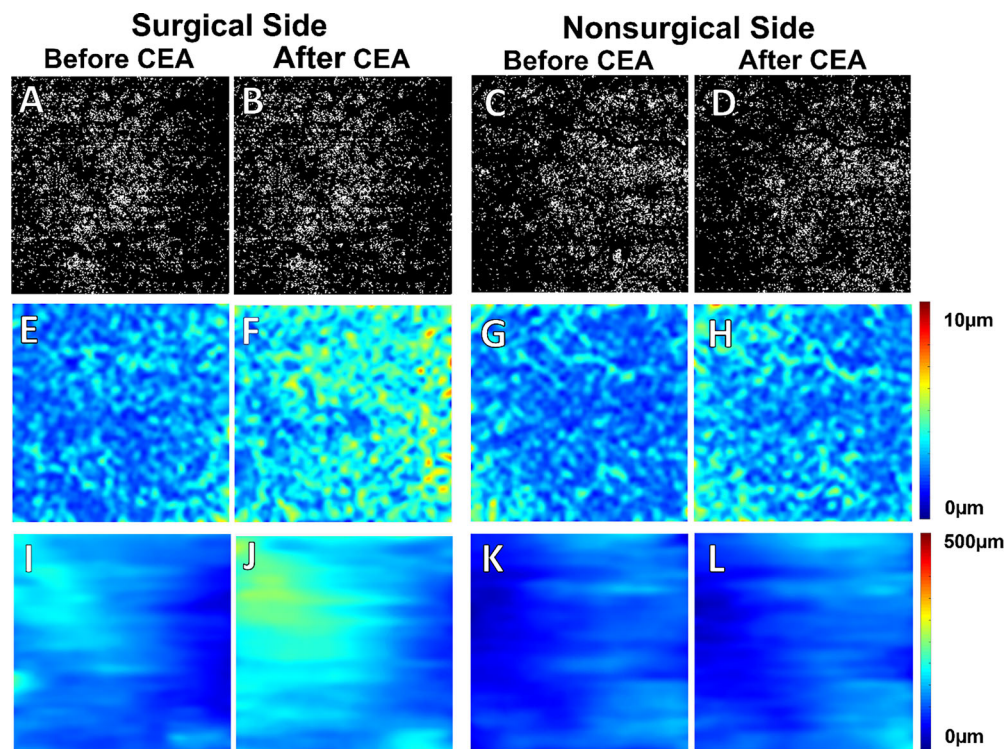 Surgical Side
Nonsurgical Side
Before CEA
After CEA
Before CEA
After CEA
A
B
C
D
E
F
G
H
10µm
0µm
I
J
K
L
500µm
0µm